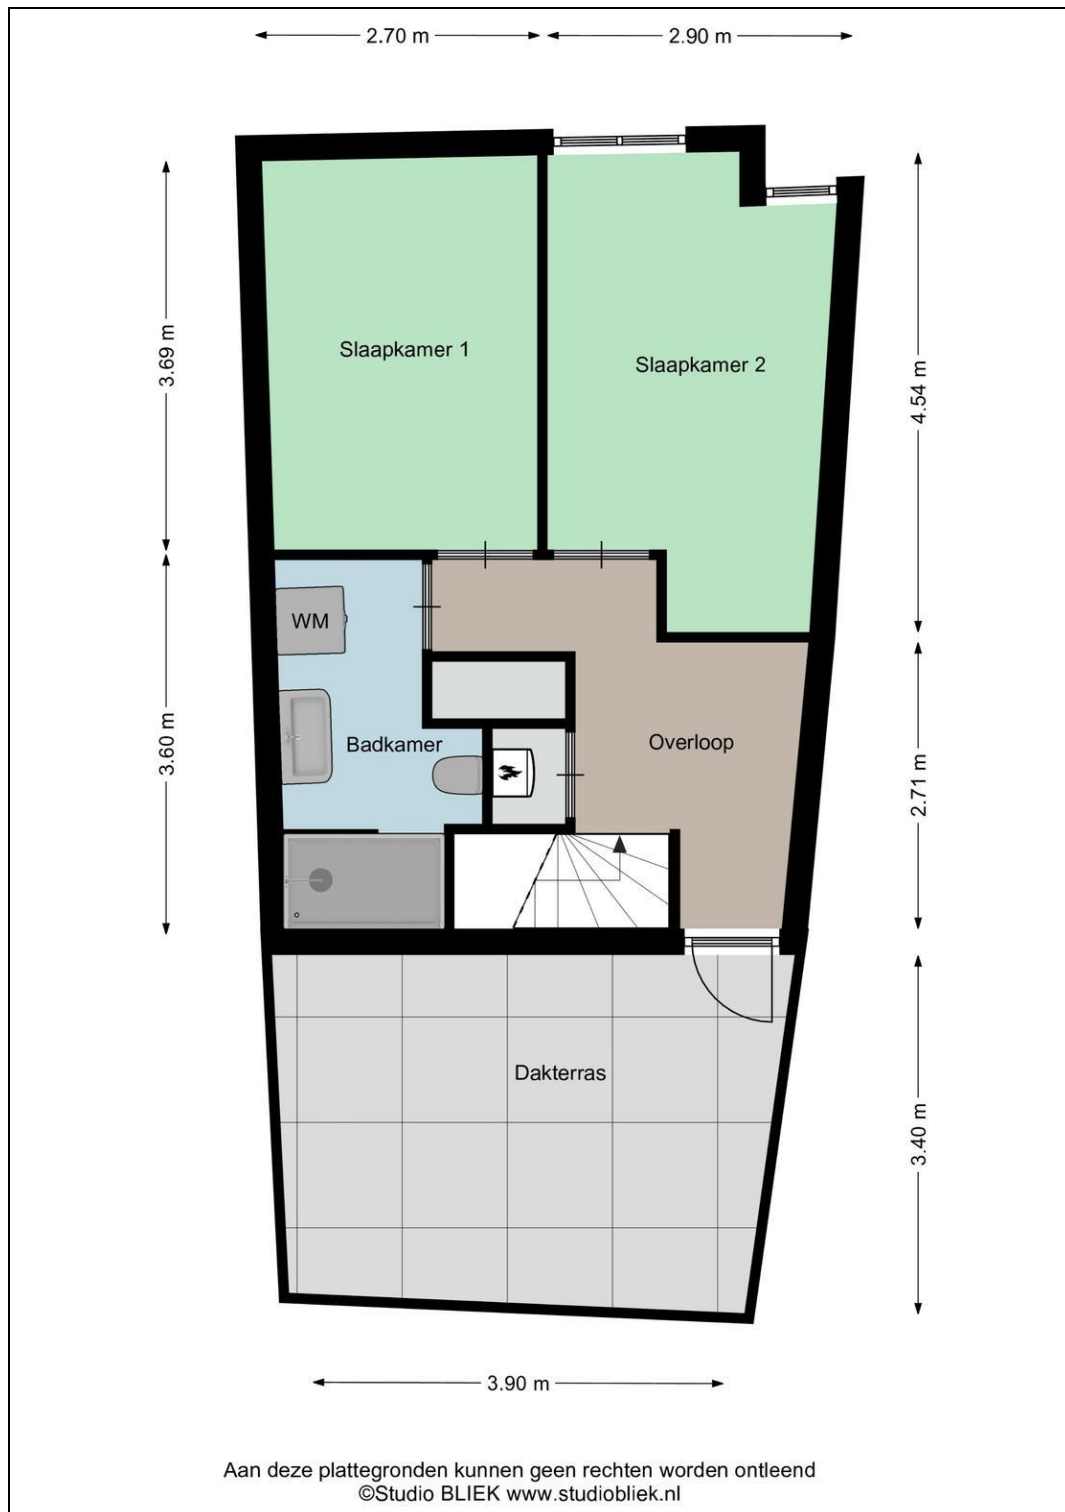 2.70 m
2.90 m
3.69 m
4.54 m
Slaapkamer 1
Slaapkamer 2
WM
3.60 m
Badkamer
Overloop
2.71 m
Dakterras
3.40 m
3.90 m
Aan deze plattegronden kunnen geen rechten worden ontleend
©Studio BLIEK www.studiobliek.nl